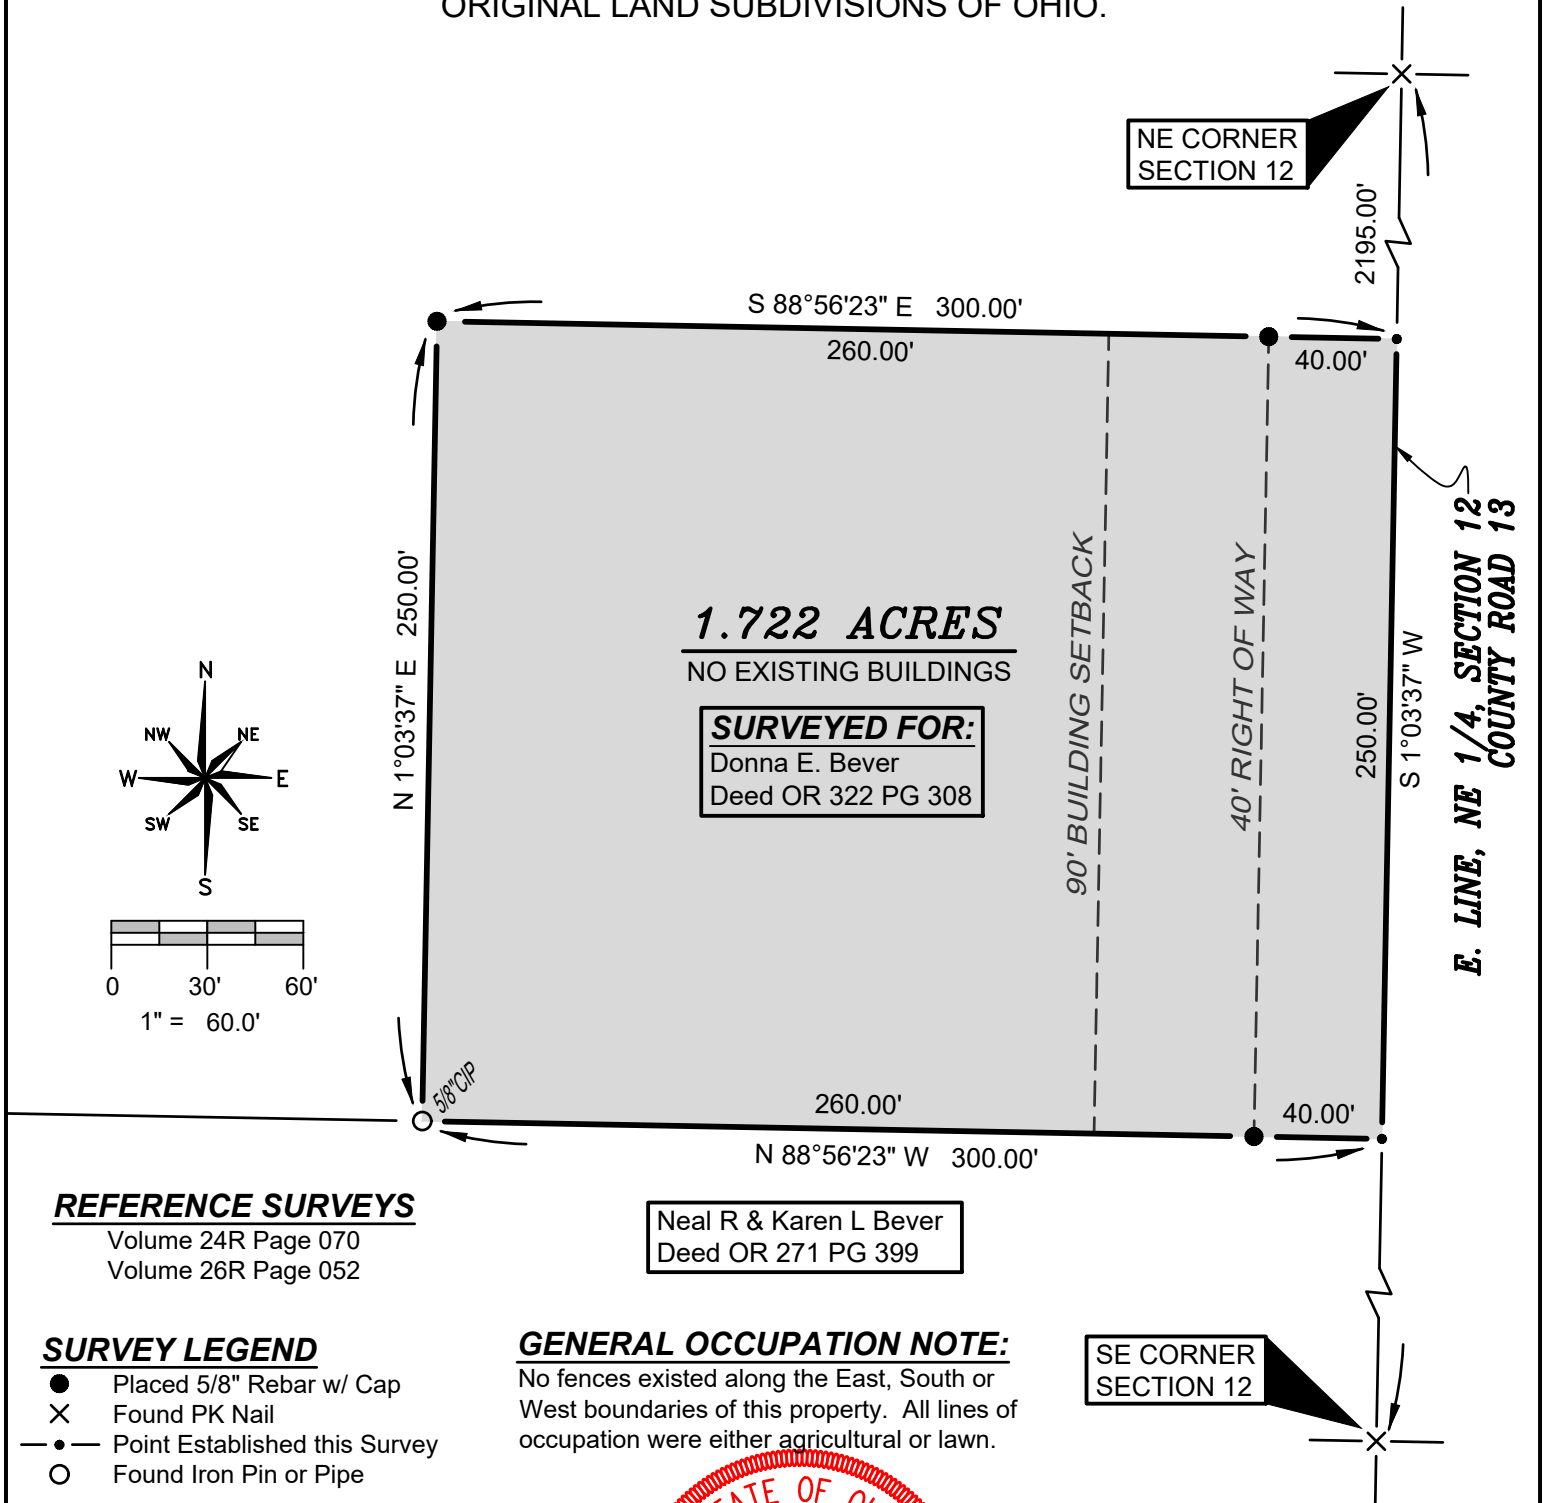 ORIGINAL LAND SUBDIVISIONS OF OHIO.
NE CORNER
SECTION 12
2195.00'
S 88°56'23" E 300.00'
260.00'
40.00'
N 1°03'37" E 250.00'
1.722 ACRES
NO EXISTING BUILDINGS
SURVEYED FOR:
Donna E. Bever
Deed OR 322 PG 308
90' BUILDING SETBACK
40' RIGHT OF WAY
250.00'
S 1°03'37" W
E. LINE, NE 1/4, SECTION 12
COUNTY ROAD 13
N
NW
NE
W
E
SW
SE
S
0 30' 60'
1" = 60.0'
5/8"CIP
260.00'
40.00'
N 88°56'23" W 300.00'
REFERENCE SURVEYS
Volume 24R Page 070
Volume 26R Page 052
Neal R & Karen L Bever
Deed OR 271 PG 399
SURVEY LEGEND
Placed 5/8" Rebar w/ Cap
Found PK Nail
Point Established this Survey
Found Iron Pin or Pipe
GENERAL OCCUPATION NOTE:
No fences existed along the East, South or
West boundaries of this property. All lines of
occupation were either agricultural or lawn.
SE CORNER
SECTION 12
OF